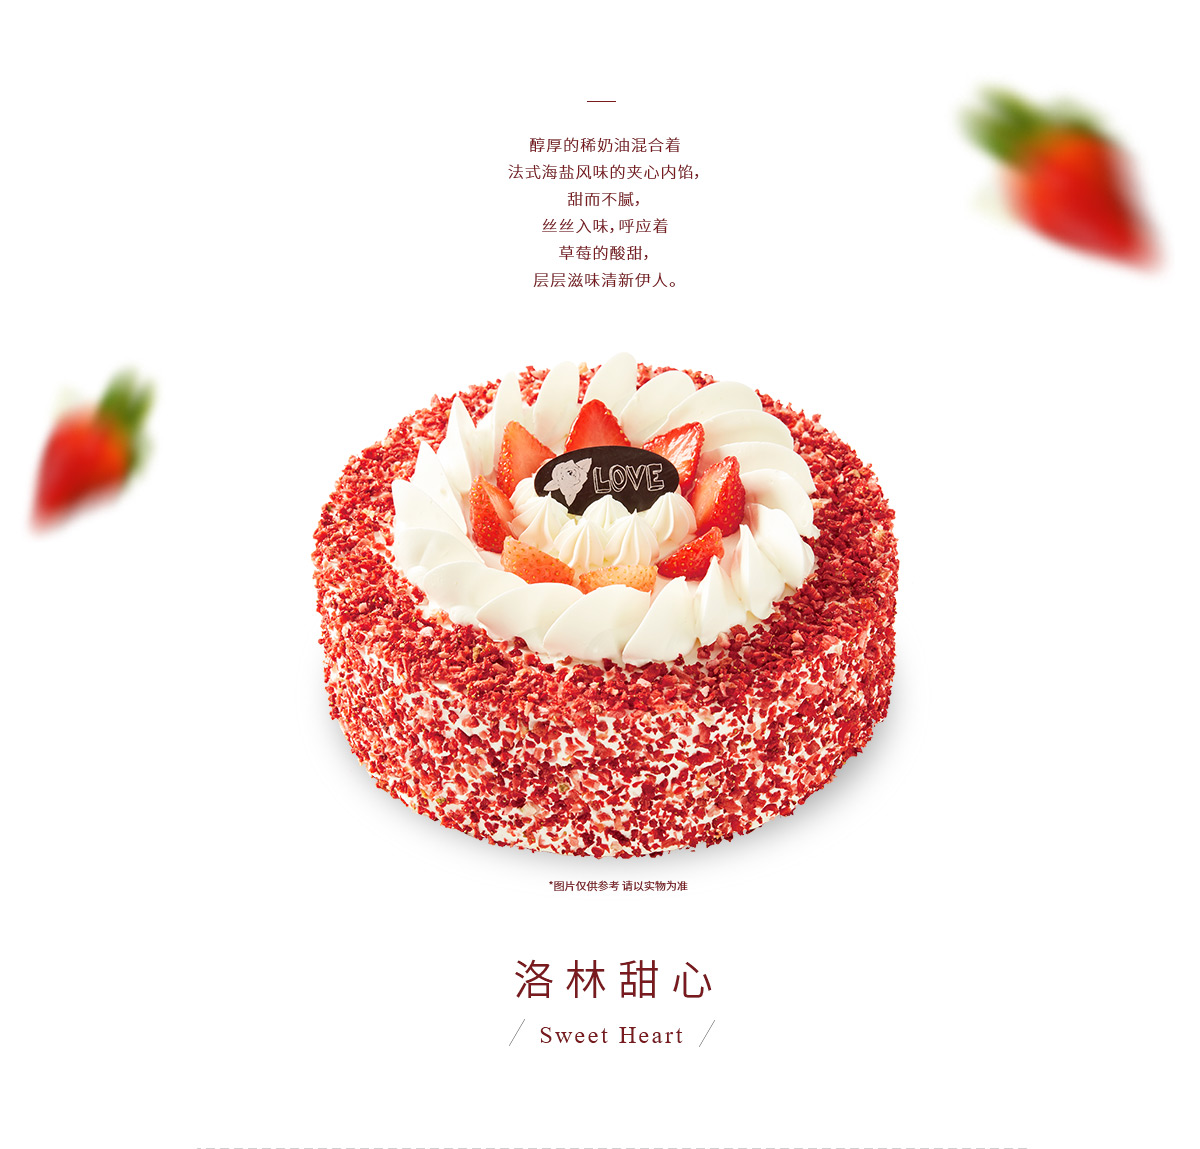 醇厚的稀奶油混合着
法式海盐风味的夹心内馅，
甜而不腻，
丝丝入味，呼应着
草莓的酸甜，
层层滋味清新伊人。
LOVE
*图片仅供参考 请以实物为准
洛林甜心
Sweet Heart